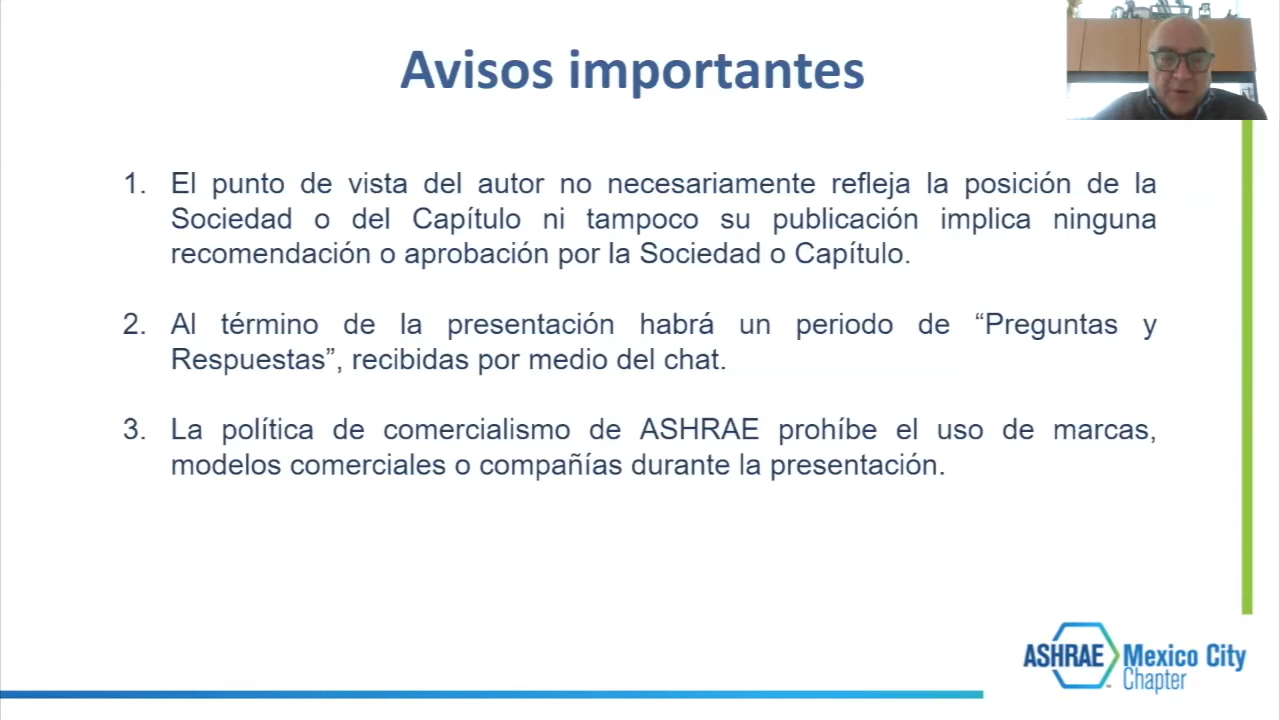 Avisos importantes
1. El punto de vista del autor no necesariamente refleja la posición de la
Sociedad o del Capítulo ni tampoco su publicación implica ninguna
recomendación o aprobación por la Sociedad o Capítulo.
2. Al término de la presentación habrá un periodo de “Preguntas y
Respuestas”, recibidas por medio del chat.
3. La política de comercialismo de ASHRAE prohíbe el uso de marcas,
modelos comerciales o compañías durante la presentación.
ASHRAE Mexico City
Chapter